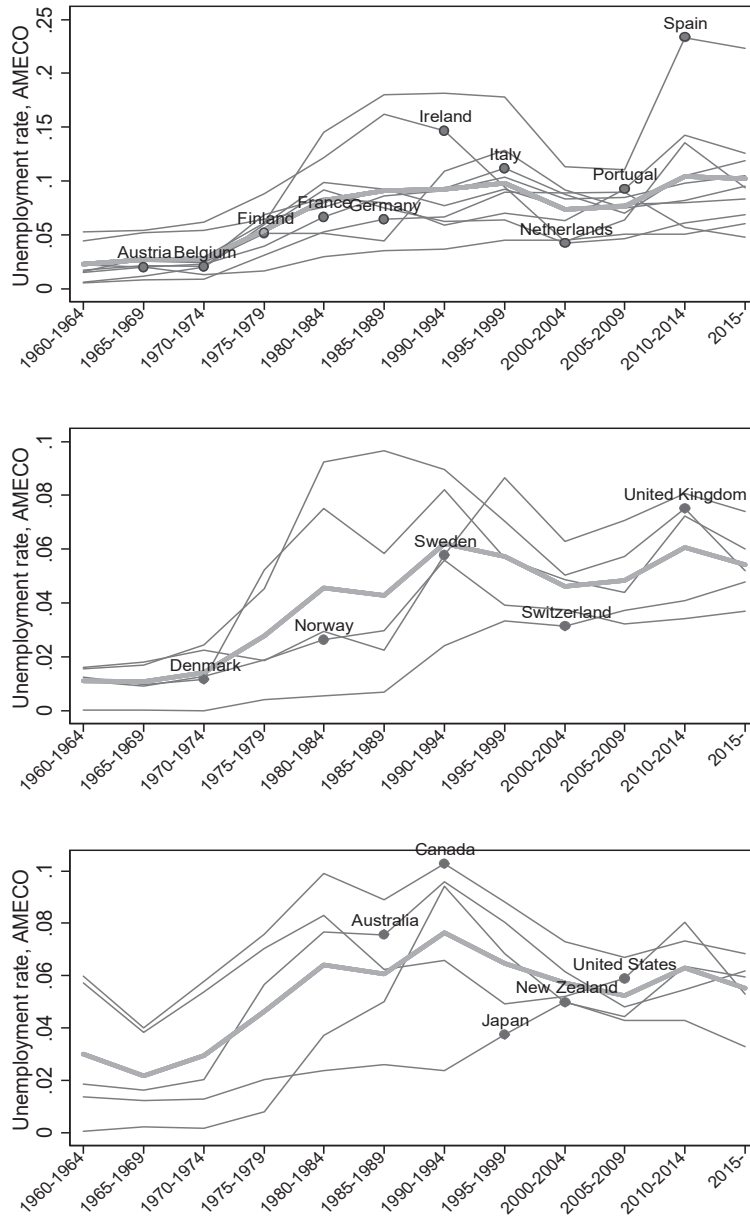 Unemployment rate, AMECO
.25
.2
.15
.1
.05
0
Spain
Ireland
Italy
Portugal
France
Germany
Finland
Netherlands
Austria
Belgium
1960-1964
1965-1969
1970-1974
1975-1979
1980-1984
1985-1989
1990-1994
1995-1999
2000-2004
2005-2009
2010-2014
2015-
Unemployment rate, AMECO
.1
.08
.06
.04
.02
0
United Kingdom
Sweden
Norway
Switzerland
Denmark
1960-1964
1965-1969
1970-1974
1975-1979
1980-1984
1985-1989
1990-1994
1995-1999
2000-2004
2005-2009
2010-2014
2015-
Unemployment rate, AMECO
.1
.08
.06
.04
.02
0
Canada
Australia
United States
New Zealand
Japan
1960-1964
1965-1969
1970-1974
1975-1979
1980-1984
1985-1989
1990-1994
1995-1999
2000-2004
2005-2009
2010-2014
2015-